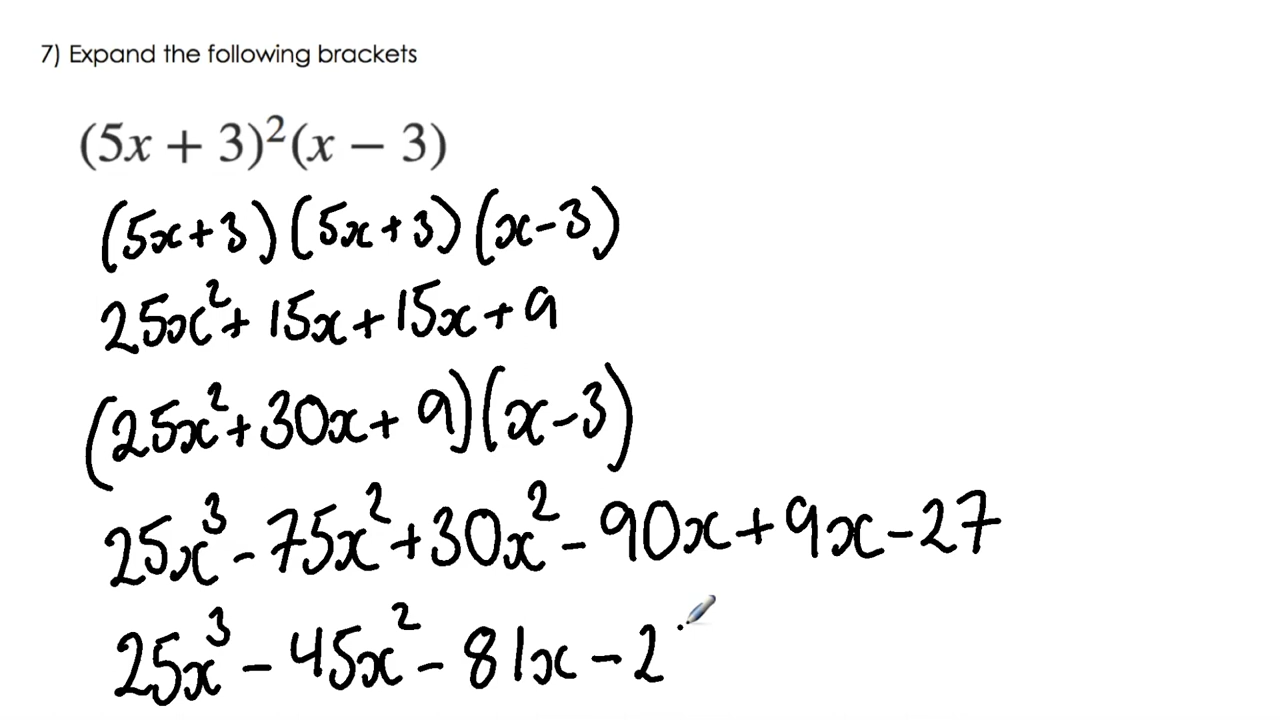 7) Expand the following brackets
(5x + 3)²(x − 3)
(5x+3)(5x+3)(x-3)
25x²+15x+15x+9
(25x²+30x+9)(x-3)
25x³-75x²+30x²-90x+9x-27
25x³-45x²-81x-2